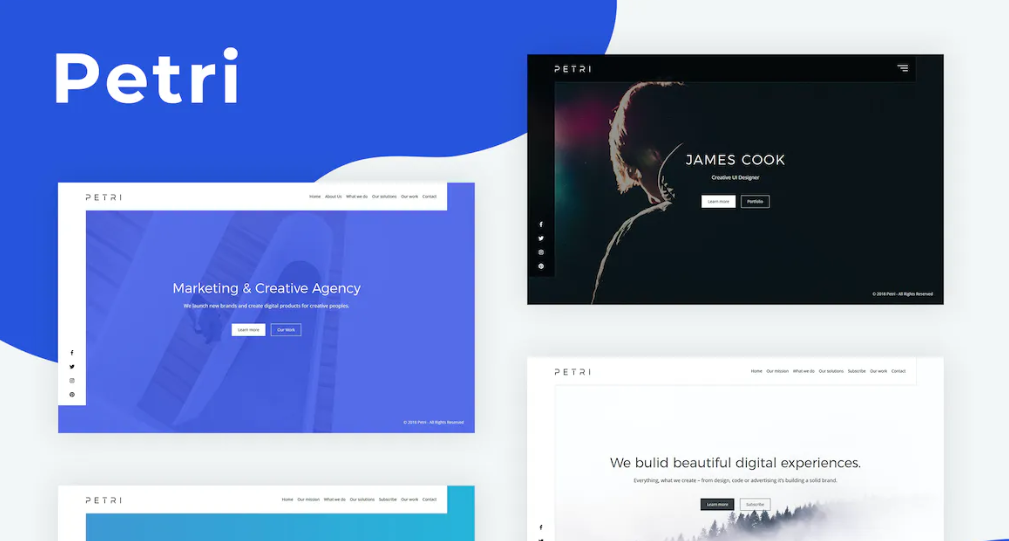 Petri
PETRI
Home About Us What we do Our solutions Our work Contact
Marketing & Creative Agency
We launch new brands and create digital products for creative peoples.
Learn more Our Work
© 2018 Petri . All Rights Reserved
PETRI
JAMES COOK
Creative UI Designer
Learn more Portfolio
© 2018 Petri . All Rights Reserved
PETRI
Home Our mission What we do Our solutions Subscribe Our work Contact
We bulid beautiful digital experiences.
Everything, what we create – from design, code or advertising it's building a solid brand.
Learn more Subscribe
PETRI
Home Our mission What we do Our solutions Subscribe Our work Contact